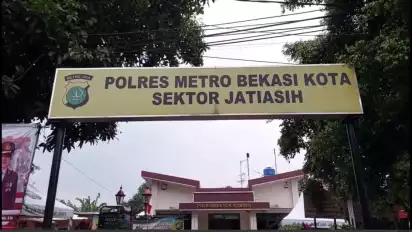 POLRES METRO BEKASI KOTA
SEKTOR JATIASIH